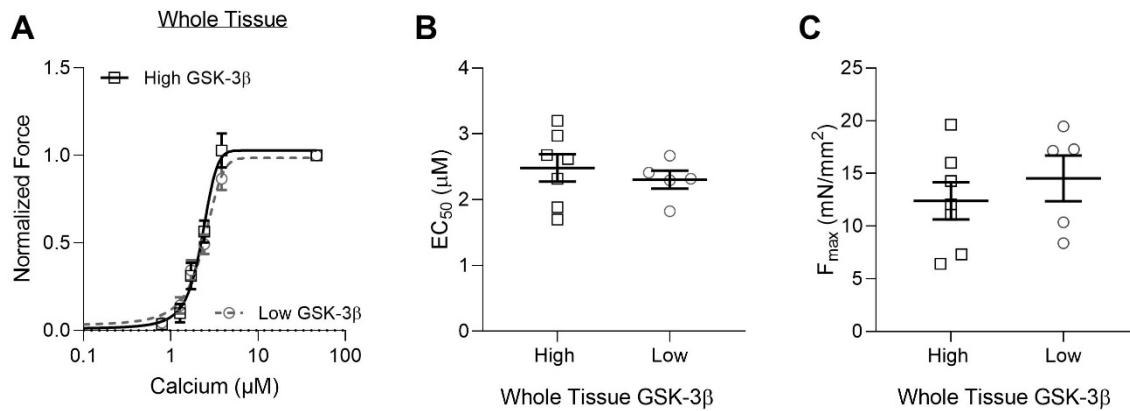 Whole Tissue
A
High GSK-3β
Low GSK-3β
Normalized Force
1.5
1.0
0.5
0.0
0.1
1
10
100
Calcium (μM)
B
EC50 (μM)
4
3
2
1
0
High
Low
Whole Tissue GSK-3β
C
Fmax (mN/mm²)
25
20
15
10
5
0
High
Low
Whole Tissue GSK-3β